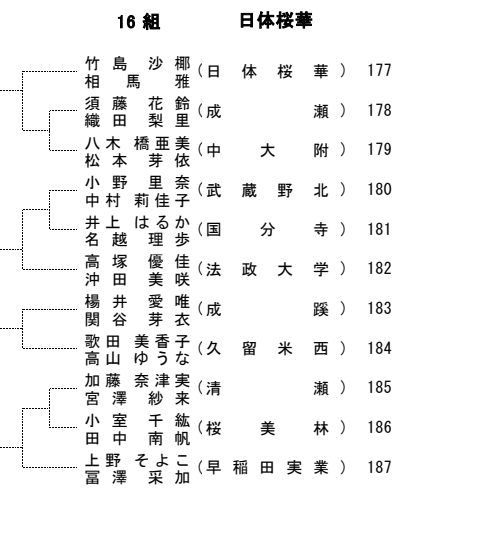 16 組 日体桜華
竹島 沙椰
相馬 雅
(日体桜華) 177
須藤 花鈴
織田 梨里
(成瀬) 178
八木橋亜美
松本 芽依
(中大附) 179
小野 里奈
中村 莉佳子
(武蔵野北) 180
井上 はるか
名越 理歩
(国分寺) 181
高塚 優佳
沖田 美咲
(法政大学) 182
楊井 愛唯
関谷 芽衣
(成蹊) 183
歌田 美香子
高山 ゆうな
(久留米西) 184
加藤 奈津実
宮澤 紗来
(清瀬) 185
小室 千紘
田中 南帆
(桜美林) 186
上野 そよこ
冨澤 采加
(早稲田実業) 187